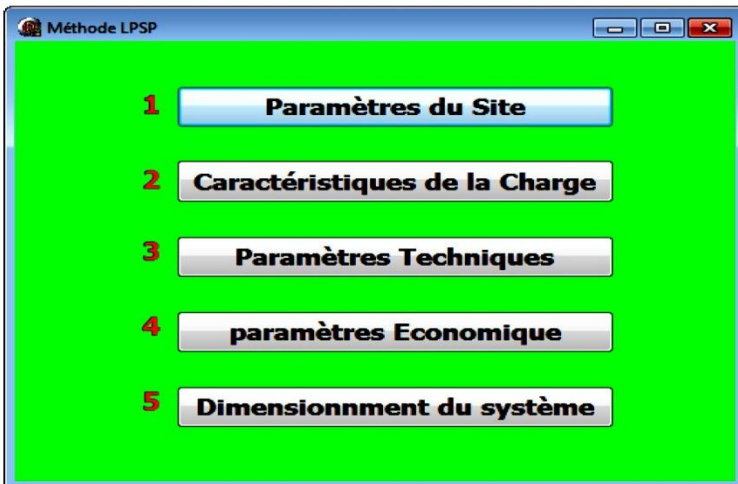 Méthode LPSP
1 Paramètres du Site
2 Caractéristiques de la Charge
3 Paramètres Techniques
4 paramètres Economique
5 Dimensionnment du système